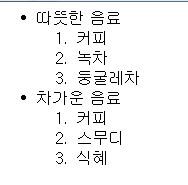 • 따뜻한 음료
1. 커피
2. 녹차
3. 둥굴레차
• 차가운 음료
1. 커피
2. 스무디
3. 식혜